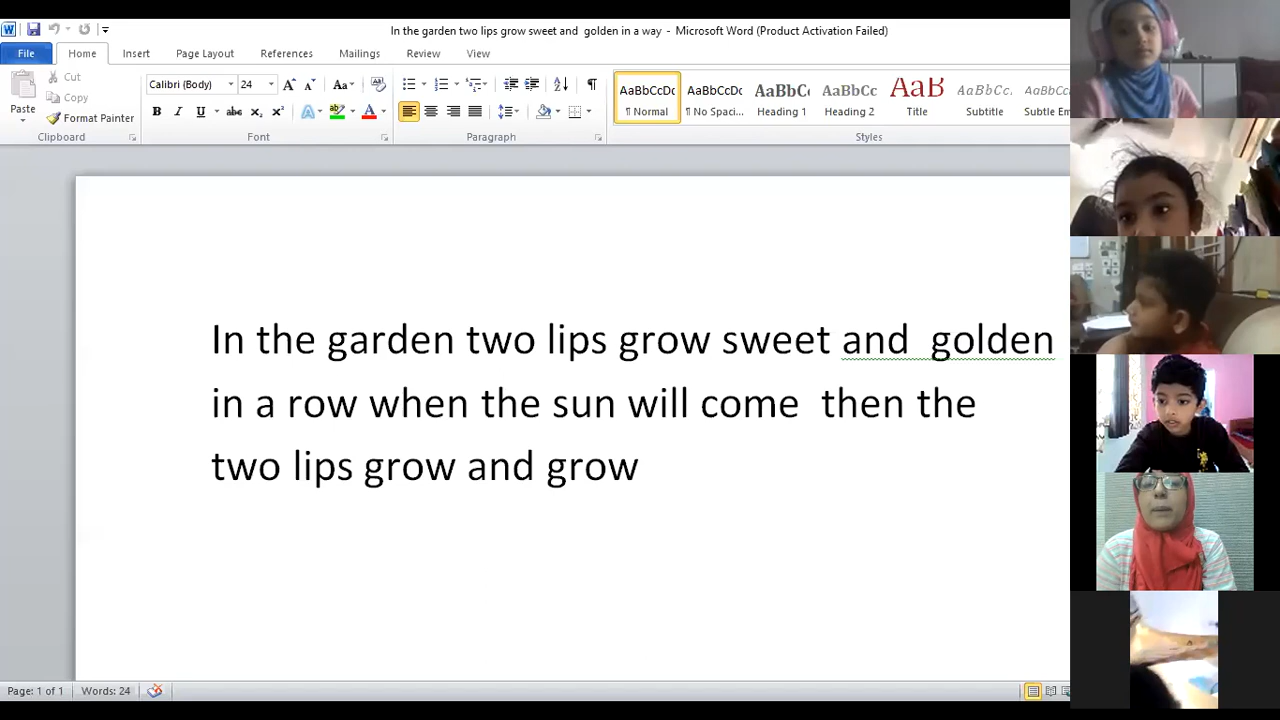 In the garden two lips grow sweet and  golden in a way - Microsoft Word (Product Activation Failed)
File Home Insert Page Layout References Mailings Review View
Cut
Copy
Format Painter
Paste
Clipboard
Calibri (Body) 24
Font
Paragraph
AaBbCcDc AaBbCcDc AaBbCc AaBbCc AaB AaBbCc. AaBbCc
¶ Normal ¶ No Spaci... Heading 1 Heading 2 Title Subtitle Subtle Em
Styles
In the garden two lips grow sweet and  golden
in a row when the sun will come  then the
two lips grow and grow
Page: 1 of 1 Words: 24